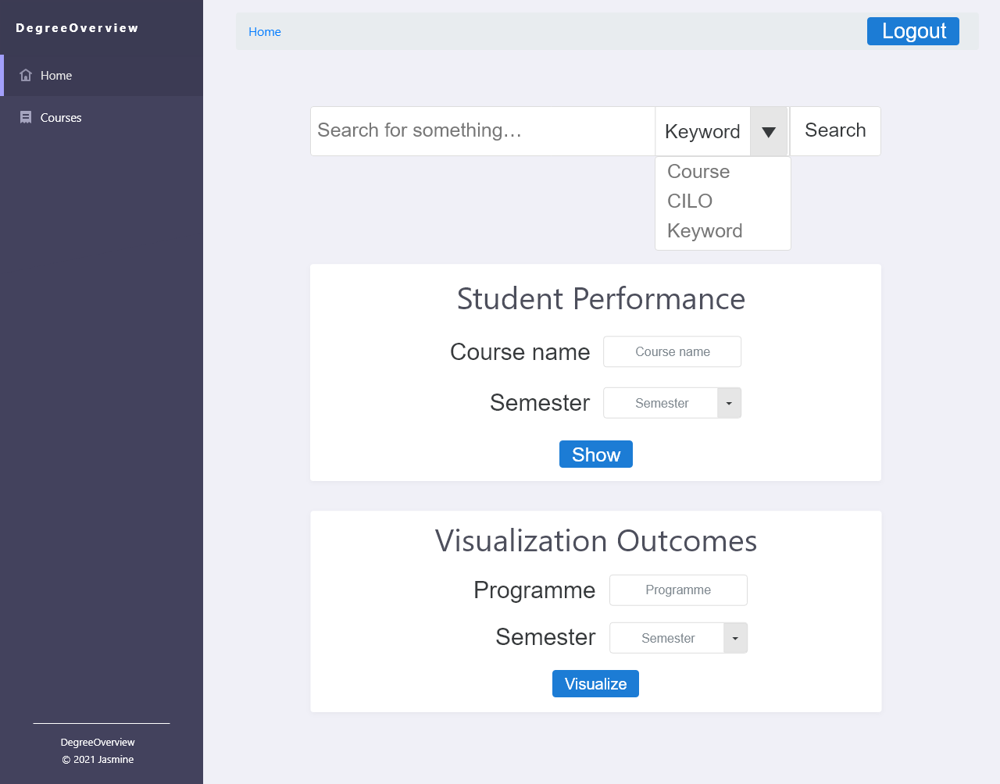 DegreeOverview
Home
Courses
DegreeOverview
© 2021 Jasmine
Home
Logout
Search for something...
Keyword
Search
Course
CILO
Keyword
Student Performance
Course name
Course name
Semester
Semester
Show
Visualization Outcomes
Programme
Programme
Semester
Semester
Visualize